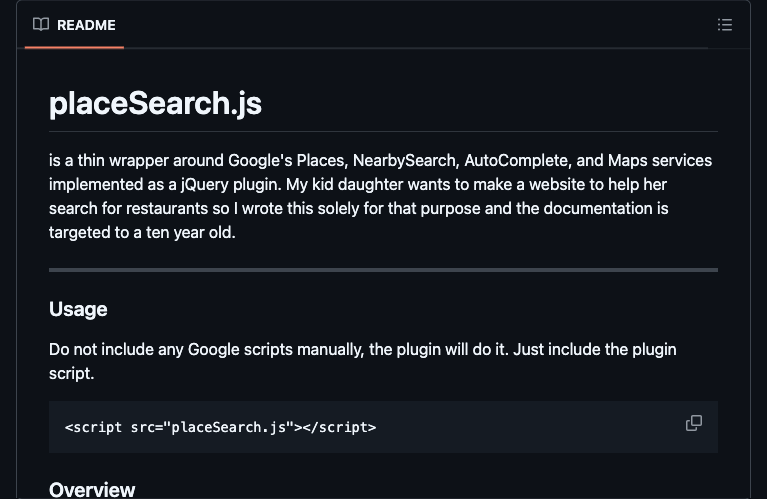 README
placeSearch.js
is a thin wrapper around Google's Places, NearbySearch, AutoComplete, and Maps services
implemented as a jQuery plugin. My kid daughter wants to make a website to help her
search for restaurants so I wrote this solely for that purpose and the documentation is
targeted to a ten year old.
Usage
Do not include any Google scripts manually, the plugin will do it. Just include the plugin
script.
<script src="placeSearch.js"></script>
Overview